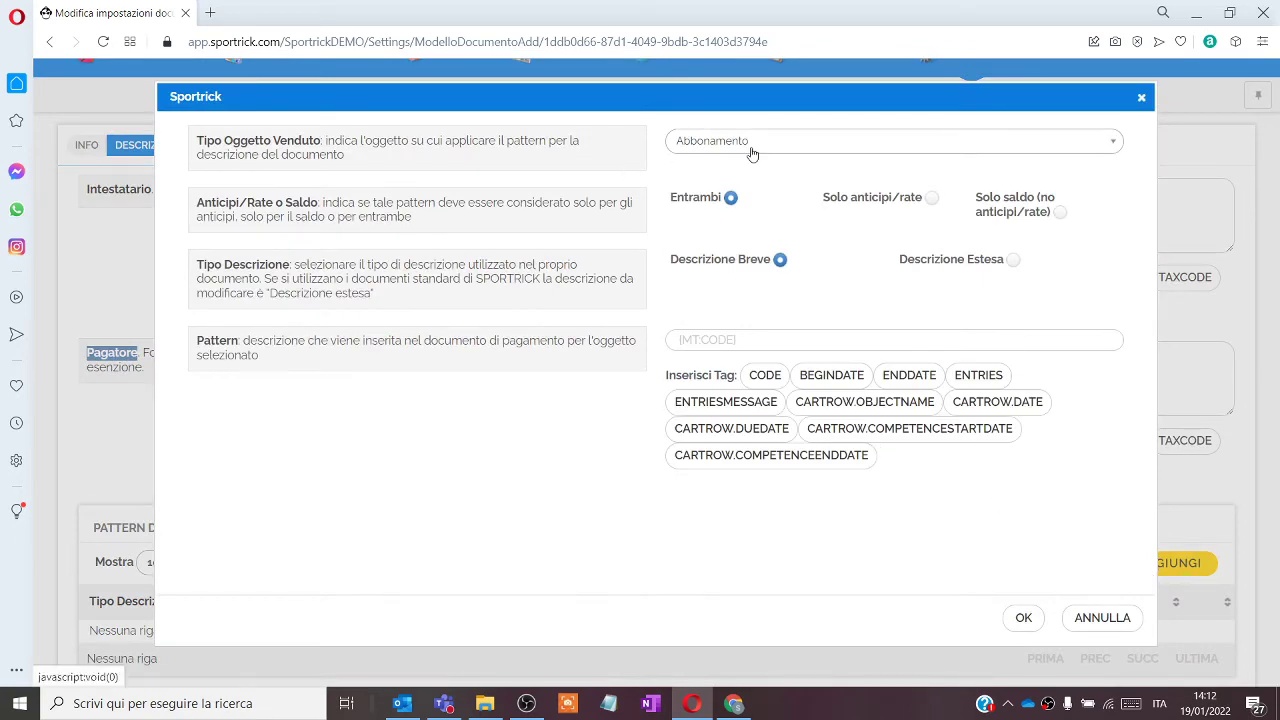 Modifica impostazioni doc
app.sportrick.com/SportrickDEMO/Settings/ModelloDocumentoAdd/1ddb0d66-87d1-4049-9bdb-3c1403d3794e
Sportrick
INFO
DESCRIZ
Intestatario
Tipo Oggetto Venduto: indica l'oggetto su cui applicare il pattern per la
descrizione del documento
Abbonamento
Anticipi/Rate o Saldo: indica se tale pattern deve essere considerato solo per gli
anticipi, solo per il saldo o per entrambe
Entrambi
Solo anticipi/rate
Solo saldo (no
anticipi/rate)
Tipo Descrizione: selezionare il tipo di descrizione utilizzato nel proprio
documento. Se si utilizzano i documenti standard di SPORTRICK la descrizione da
modificare è "Descrizione estesa"
Descrizione Breve
Descrizione Estesa
TAXCODE
Pattern: descrizione che viene inserita nel documento di pagamento per l'oggetto
selezionato
[MT:CODE]
Pagatore. Fo
esenzione.
Inserisci Tag:
CODE
BEGINDATE
ENDDATE
ENTRIES
ENTRIESMESSAGE
CARTROW.OBJECTNAME
CARTROW.DATE
CARTROW.DUEDATE
CARTROW.COMPETENCESTARTDATE
CARTROW.COMPETENCEENDDATE
TAXCODE
PATTERN D
Mostra
GIUNGI
Tipo Descriz
Nessuna rig
Nessuna riga
OK
ANNULLA
PRIMA
PREC
SUCC
ULTIMA
javascript:void(0)
Scrivi qui per eseguire la ricerca
ITA
14:12
19/01/2022
27